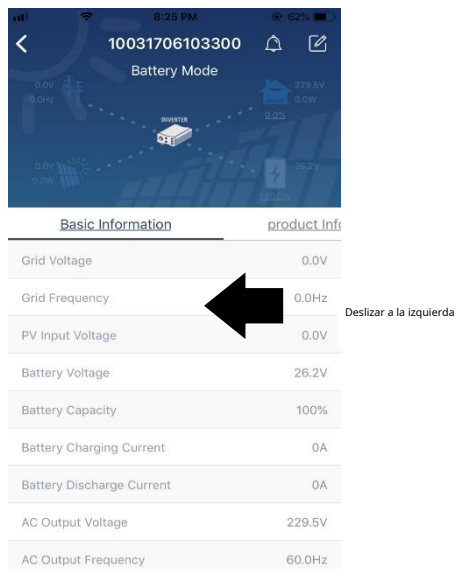 8:26 PM 62%
10031706103300
Battery Mode
0.0V
0.0Hz
229.5V
0.0W
0.0%
INVERTER
0.0V
0.0W
26.2V
100.0%
Basic Information product Info
Grid Voltage 0.0V
Grid Frequency 0.0Hz
Deslizar a la izquierda
PV Input Voltage 0.0V
Battery Voltage 26.2V
Battery Capacity 100%
Battery Charging Current 0A
Battery Discharge Current 0A
AC Output Voltage 229.5V
AC Output Frequency 60.0Hz